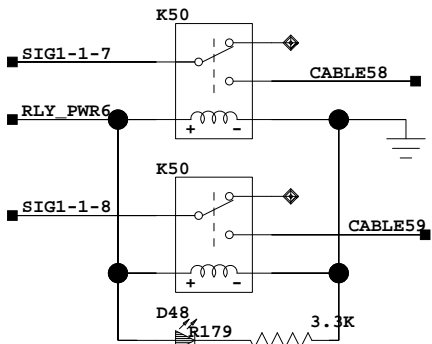 K50
SIG1-1-7
CABLE58
RLY_PWR6
+ -
K50
SIG1-1-8
CABLE59
+ -
D48
R179
3.3K